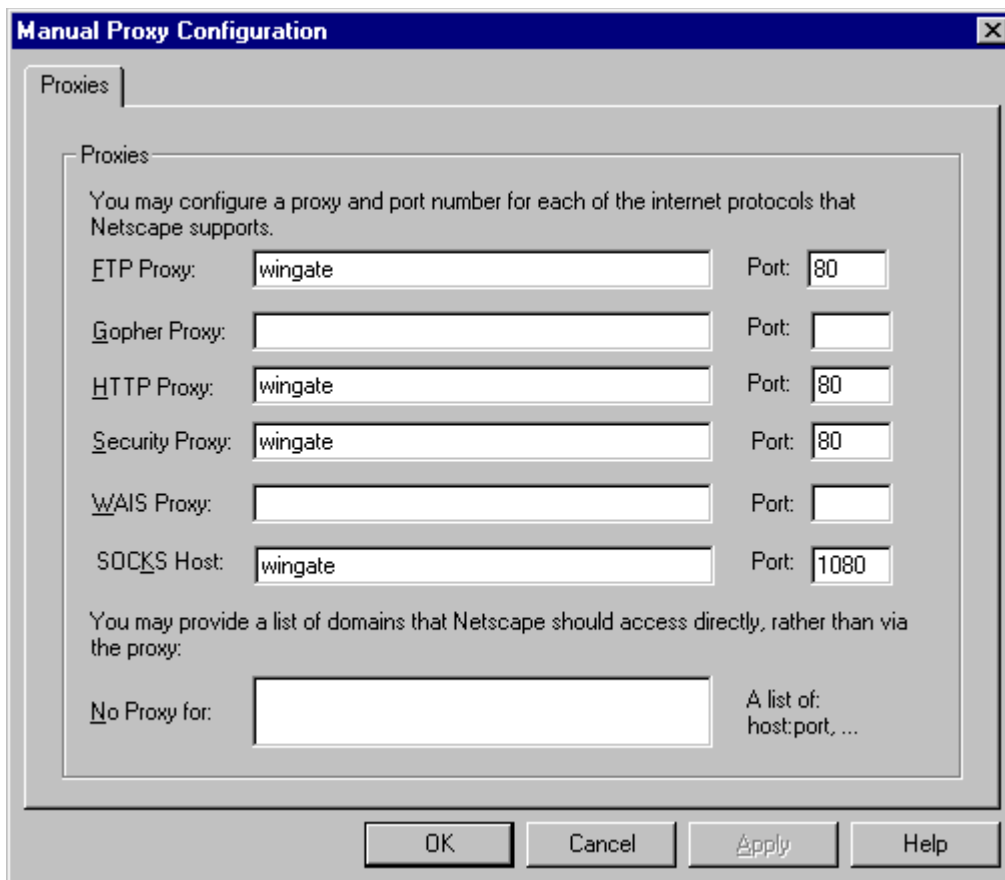 Manual Proxy Configuration
Proxies
Proxies
You may configure a proxy and port number for each of the internet protocols that
Netscape supports.
FTP Proxy: wingate Port: 80
Gopher Proxy: Port:
HTTP Proxy: wingate Port: 80
Security Proxy: wingate Port: 80
WAIS Proxy: Port:
SOCKS Host: wingate Port: 1080
You may provide a list of domains that Netscape should access directly, rather than via
the proxy:
No Proxy for: A list of:
host:port, ...
OK Cancel Apply Help